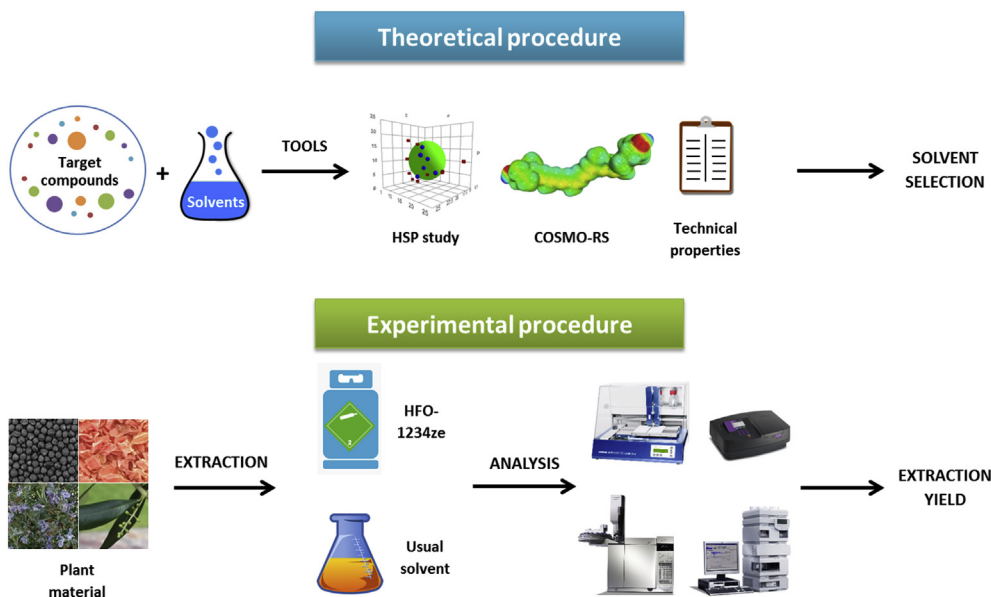 Theoretical procedure
Target
compounds
+
Solvents
TOOLS
HSP study
COSMO-RS
Technical
properties
SOLVENT
SELECTION
Experimental procedure
Plant
material
EXTRACTION
2
HFO-
1234ze
Usual
solvent
ANALYSIS
EXTRACTION
YIELD